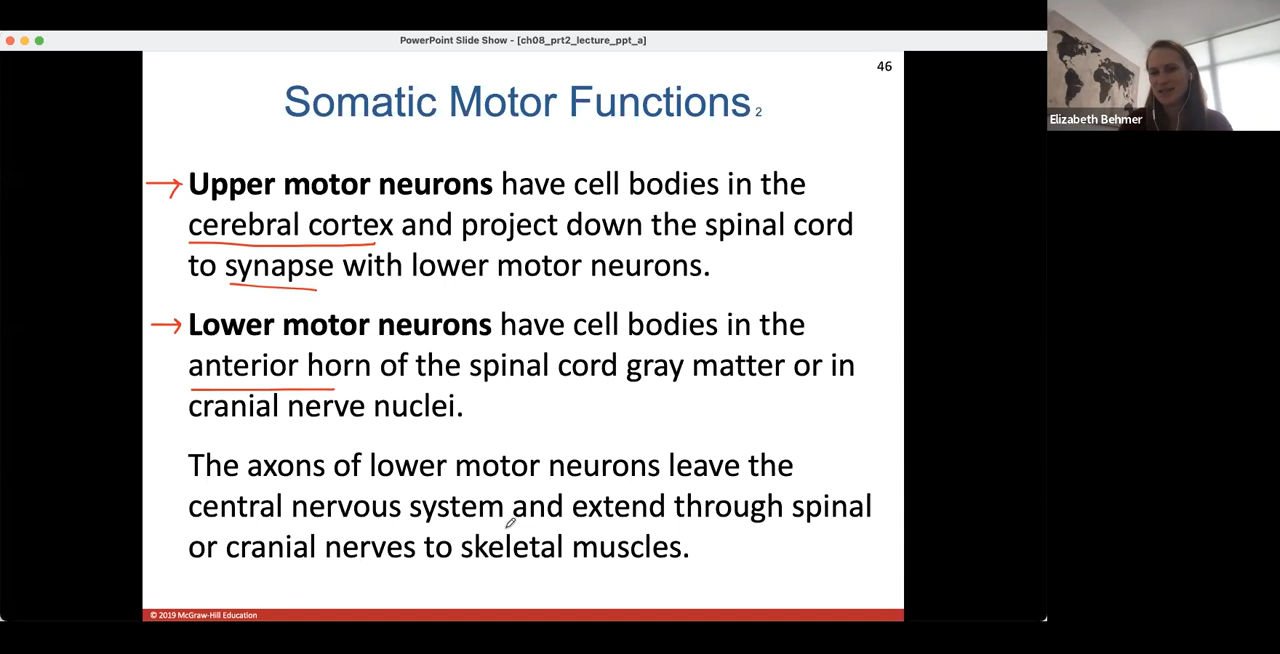 PowerPoint Slide Show - [ch08_prt2_lecture_ppt_a]
46
Somatic Motor Functions 2
Elizabeth Behmer
Upper motor neurons have cell bodies in the
cerebral cortex and project down the spinal cord
to synapse with lower motor neurons.
Lower motor neurons have cell bodies in the
anterior horn of the spinal cord gray matter or in
cranial nerve nuclei.
The axons of lower motor neurons leave the
central nervous system and extend through spinal
or cranial nerves to skeletal muscles.
© 2019 McGraw-Hill Education